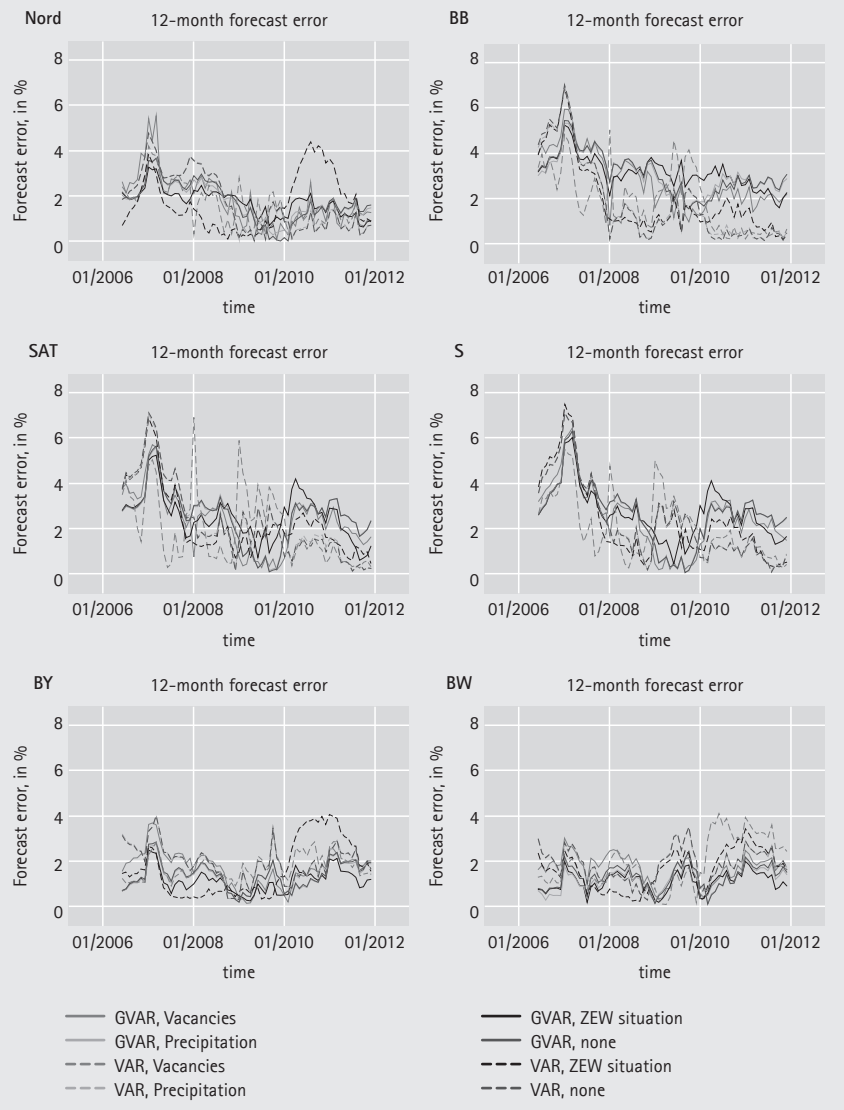 Nord 12-month forecast error
Forecast error, in %
8
6
4
2
0
01/2006 01/2008 01/2010 01/2012
time
BB 12-month forecast error
Forecast error, in %
8
6
4
2
0
01/2006 01/2008 01/2010 01/2012
time
SAT 12-month forecast error
Forecast error, in %
8
6
4
2
0
01/2006 01/2008 01/2010 01/2012
time
S 12-month forecast error
Forecast error, in %
8
6
4
2
0
01/2006 01/2008 01/2010 01/2012
time
BY 12-month forecast error
Forecast error, in %
8
6
4
2
0
01/2006 01/2008 01/2010 01/2012
time
BW 12-month forecast error
Forecast error, in %
8
6
4
2
0
01/2006 01/2008 01/2010 01/2012
time
GVAR, Vacancies
GVAR, Precipitation
VAR, Vacancies
VAR, Precipitation
GVAR, ZEW situation
GVAR, none
VAR, ZEW situation
VAR, none